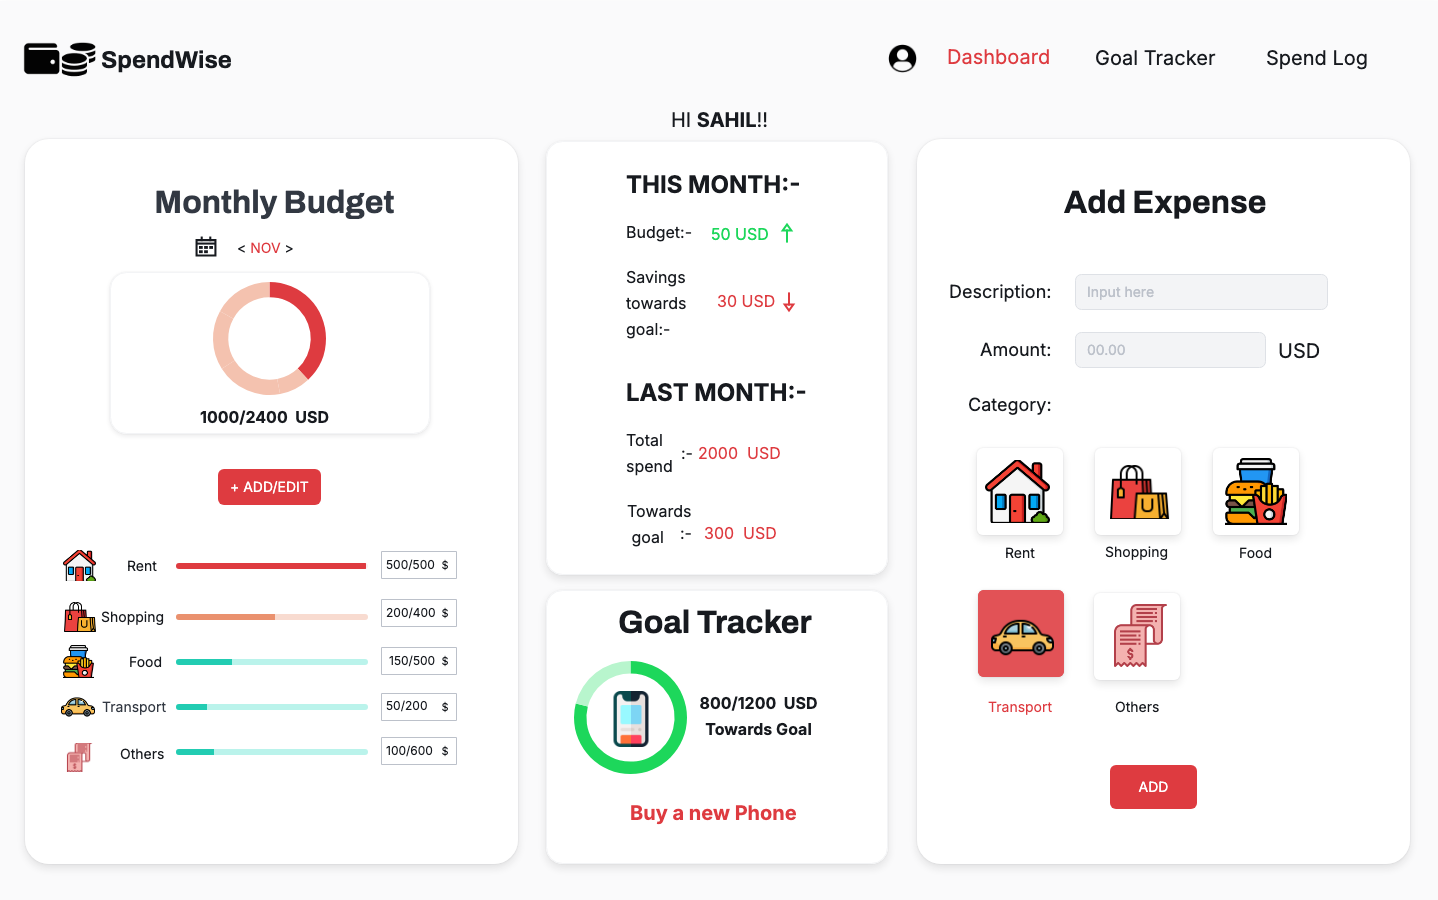 SpendWise
Dashboard
Goal Tracker
Spend Log
HI SAHIL!!
Monthly Budget
< NOV >
1000/2400 USD
+ ADD/EDIT
Rent
500/500 $
Shopping
200/400 $
Food
150/500 $
Transport
50/200 $
Others
100/600 $
THIS MONTH:-
Budget:- 50 USD ↑
Savings
towards
goal:-
30 USD ↓
LAST MONTH:-
Total
spend
:- 2000 USD
Towards
goal
:- 300 USD
Goal Tracker
800/1200 USD
Towards Goal
Buy a new Phone
Add Expense
Description:
Input here
Amount:
00.00
USD
Category:
Rent
Shopping
Food
$
Transport
Others
ADD